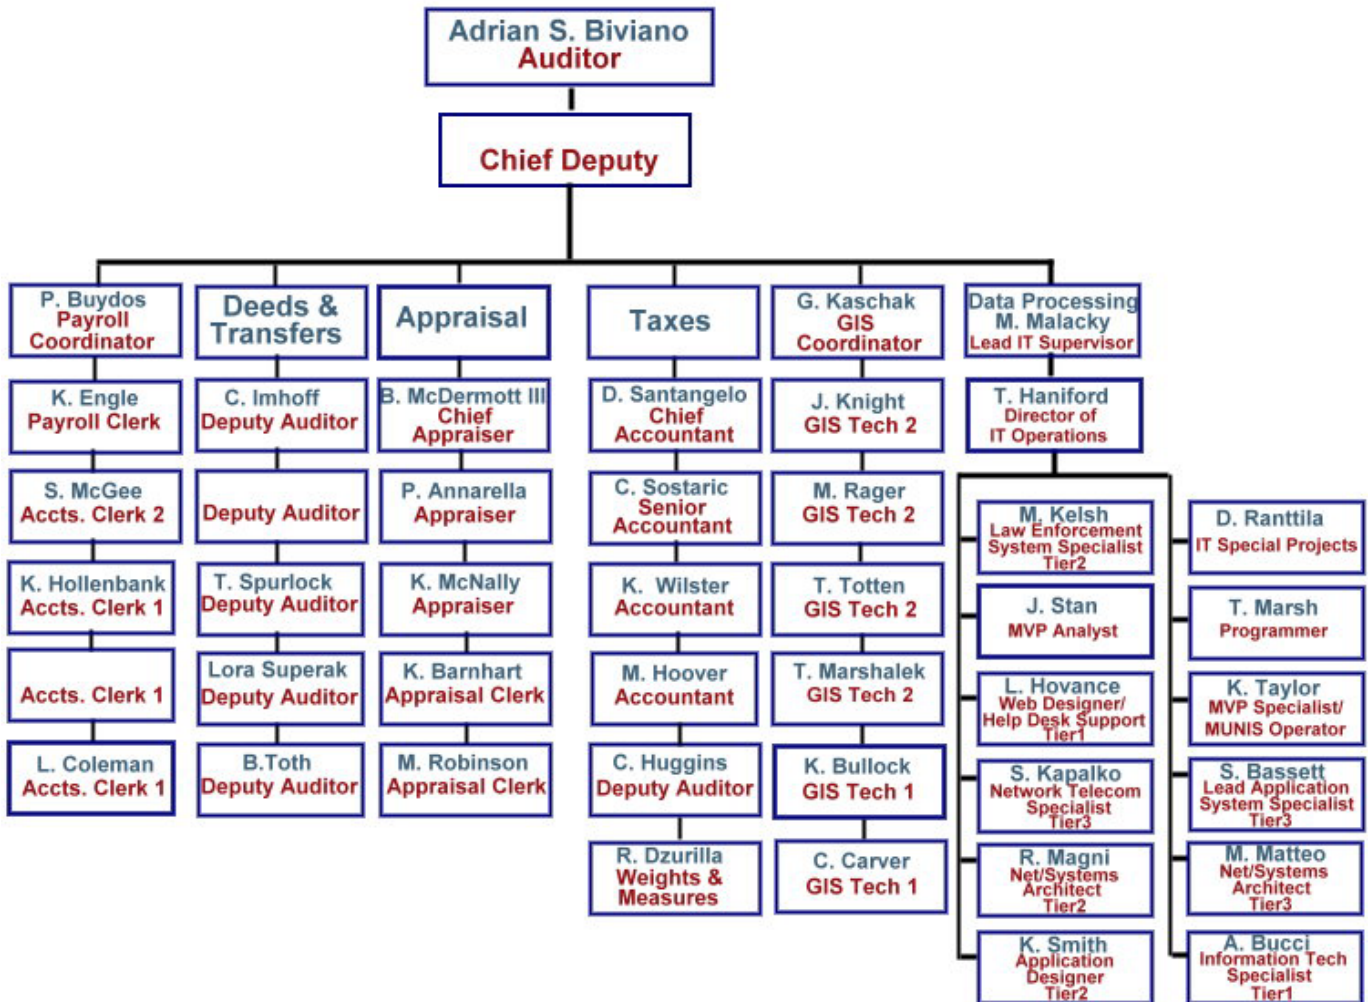 Adrian S. Biviano
Auditor
Chief Deputy
P. Buydos
Payroll
Coordinator
K. Engle
Payroll Clerk
S. McGee
Accts. Clerk 2
K. Hollenbank
Accts. Clerk 1
Accts. Clerk 1
L. Coleman
Accts. Clerk 1
Deeds &
Transfers
C. Imhoff
Deputy Auditor
Deputy Auditor
T. Spurlock
Deputy Auditor
Lora Superak
Deputy Auditor
B.Toth
Deputy Auditor
Appraisal
B. McDermott III
Chief
Appraiser
P. Annarella
Appraiser
K. McNally
Appraiser
K. Barnhart
Appraisal Clerk
M. Robinson
Appraisal Clerk
Taxes
D. Santangelo
Chief
Accountant
C. Sostaric
Senior
Accountant
K. Wilster
Accountant
M. Hoover
Accountant
C. Huggins
Deputy Auditor
R. Dzurilla
Weights &
Measures
G. Kaschak
GIS
Coordinator
J. Knight
GIS Tech 2
M. Rager
GIS Tech 2
T. Totten
GIS Tech 2
T. Marshalek
GIS Tech 2
K. Bullock
GIS Tech 1
C. Carver
GIS Tech 1
Data Processing
M. Malacky
Lead IT Supervisor
T. Haniford
Director of
IT Operations
M. Kelsh
Law Enforcement
System Specialist
Tier2
J. Stan
MVP Analyst
L. Hovance
Web Designer/
Help Desk Support
Tier1
S. Kapalko
Network Telecom
Specialist
Tier3
R. Magni
Net/Systems
Architect
Tier2
K. Smith
Application
Designer
Tier2
D. Ranttila
IT Special Projects
T. Marsh
Programmer
K. Taylor
MVP Specialist/
MUNIS Operator
S. Bassett
Lead Application
System Specialist
Tier3
M. Matteo
Net/Systems
Architect
Tier3
A. Bucci
Information Tech
Specialist
Tier1